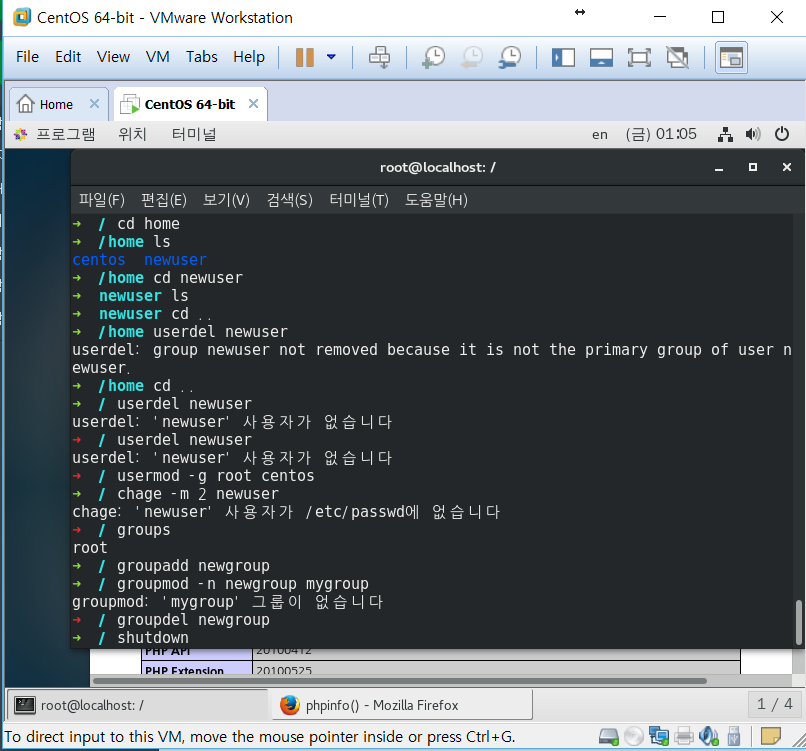 CentOS 64-bit - VMware Workstation
File Edit View VM Tabs Help
Home CentOS 64-bit
프로그램 위치 터미널 en (금) 01:05
root@localhost: /
파일(F) 편집(E) 보기(V) 검색(S) 터미널(T) 도움말(H)
➜ / cd home
➜ /home ls
centos newuser
➜ /home cd newuser
➜ newuser ls
➜ newuser cd ..
➜ /home userdel newuser
userdel: group newuser not removed because it is not the primary group of user n
ewuser.
➜ /home cd ..
➜ / userdel newuser
userdel: 'newuser' 사용자가 없습니다
➜ / userdel newuser
userdel: 'newuser' 사용자가 없습니다
➜ / usermod -g root centos
➜ / chage -m 2 newuser
chage: 'newuser' 사용자가 /etc/passwd에 없습니다
➜ / groups
root
➜ / groupadd newgroup
➜ / groupmod -n newgroup mygroup
groupmod: 'mygroup' 그룹이 없습니다
➜ / groupdel newgroup
➜ / shutdown
PHP API 20100412
PHP Extension 20100525
root@localhost: / phpinfo() - Mozilla Firefox 1 / 4
To direct input to this VM, move the mouse pointer inside or press Ctrl+G.